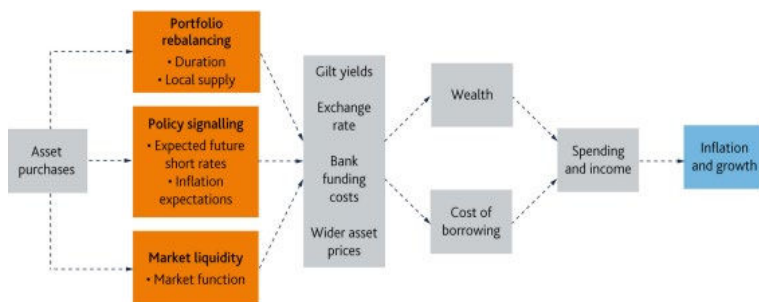 Asset
purchases
Portfolio
rebalancing
• Duration
• Local supply
Policy signalling
• Expected future
short rates
• Inflation
expectations
Market liquidity
• Market function
Gilt yields
Exchange
rate
Bank
funding
costs
Wider asset
prices
Wealth
Cost of
borrowing
Spending
and income
Inflation
and growth